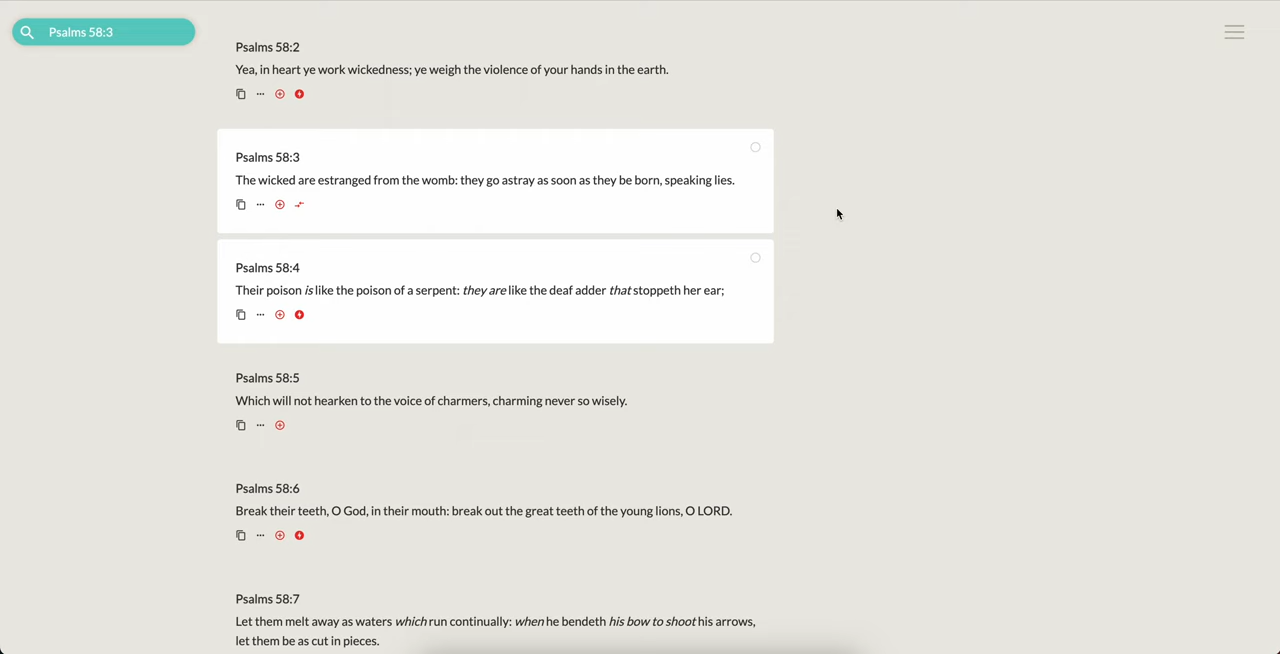 Psalms 58:3
Psalms 58:2
Yea, in heart ye work wickedness; ye weigh the violence of your hands in the earth.
Psalms 58:3
The wicked are estranged from the womb: they go astray as soon as they be born, speaking lies.
Psalms 58:4
Their poison is like the poison of a serpent: they are like the deaf adder that stoppeth her ear;
Psalms 58:5
Which will not hearken to the voice of charmers, charming never so wisely.
Psalms 58:6
Break their teeth, O God, in their mouth: break out the great teeth of the young lions, O LORD.
Psalms 58:7
Let them melt away as waters which run continually: when he bendeth his bow to shoot his arrows,
let them be as cut in pieces.